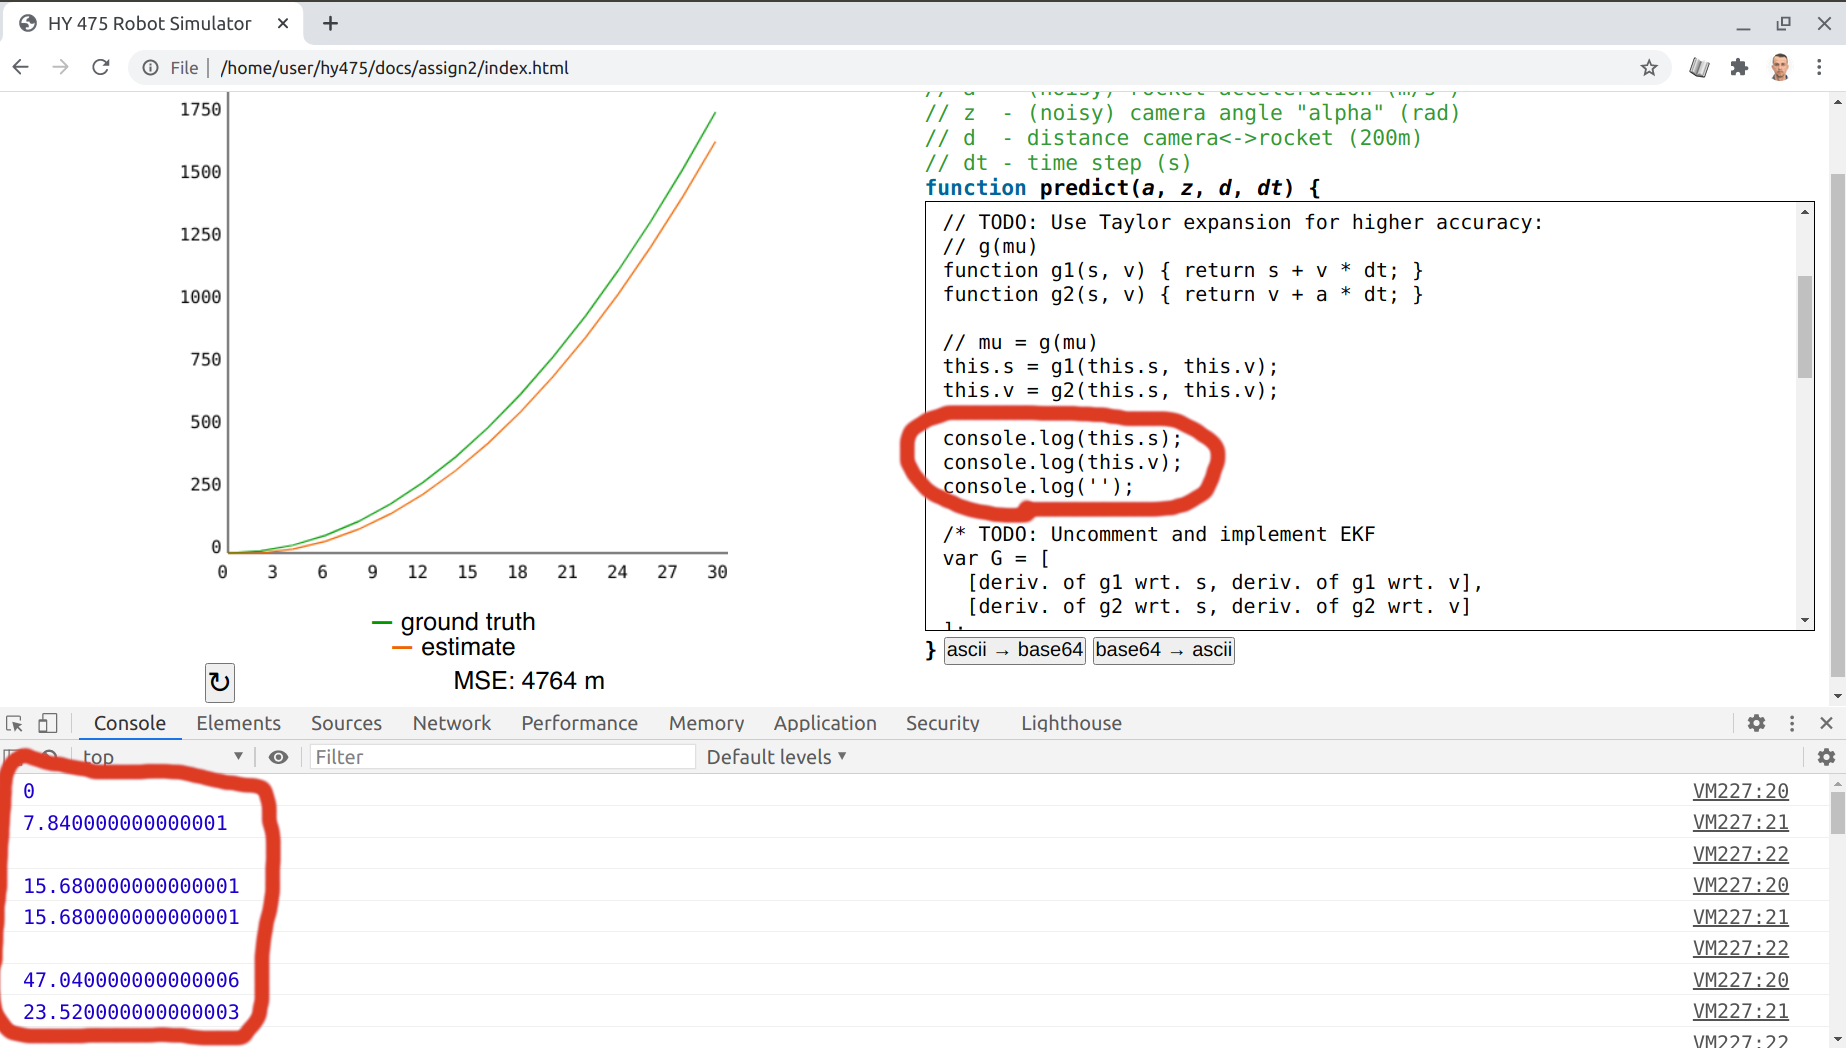 HY 475 Robot Simulator
File | /home/user/hy475/docs/assign2/index.html
1750
1500
1250
1000
750
500
250
0
0 3 6 9 12 15 18 21 24 27 30
ground truth
estimate
MSE: 4764 m
// z  - (noisy) camera angle "alpha" (rad)
// d  - distance camera<->rocket (200m)
// dt - time step (s)
function predict(a, z, d, dt) {
// TODO: Use Taylor expansion for higher accuracy:
// g(mu)
function g1(s, v) { return s + v * dt; }
function g2(s, v) { return v + a * dt; }
// mu = g(mu)
this.s = g1(this.s, this.v);
this.v = g2(this.s, this.v);
console.log(this.s);
console.log(this.v);
console.log('');
/* TODO: Uncomment and implement EKF
var G = [
[deriv. of g1 wrt. s, deriv. of g1 wrt. v],
[deriv. of g2 wrt. s, deriv. of g2 wrt. v]
];
} ascii → base64 base64 → ascii
Console Elements Sources Network Performance Memory Application Security Lighthouse
top Filter Default levels
0 VM227:20
7.840000000000001 VM227:21
VM227:22
15.680000000000001 VM227:20
15.680000000000001 VM227:21
VM227:22
47.040000000000006 VM227:20
23.520000000000003 VM227:21
VM227:22